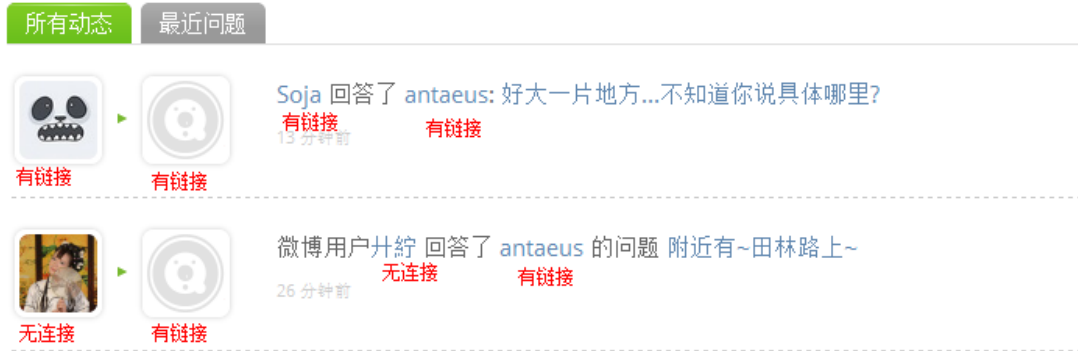 所有动态 最近问题
Soja 回答了 antaeus: 好大一片地方...不知道你说具体哪里?
有链接 有链接
13 分钟前
有链接 有链接
微博用户廾紵 回答了 antaeus 的问题 附近有~田林路上~
无连接 有链接
26 分钟前
无连接 有链接